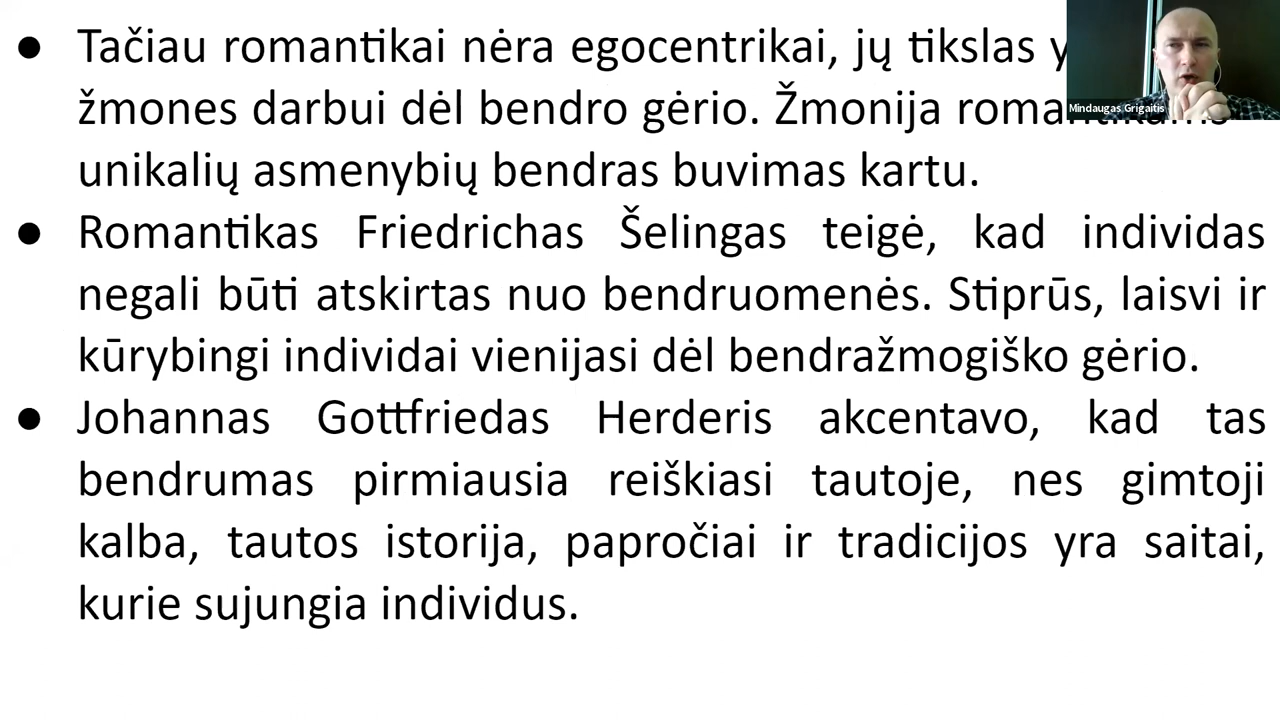 Tačiau romantikai nėra egocentrikai, jų tikslas
žmones darbui dėl bendro gėrio. Žmonija
unikalių asmenybių bendras buvimas kartu.
Romantikas Friedrichas Šelingas teigė, kad individas
negali būti atskirtas nuo bendruomenės. Stiprūs, laisvi ir
kūrybingi individai vienijasi dėl bendražmogiško gėrio.
Johannas Gottfriedas Herderis akcentavo, kad tas
bendrumas pirmiausia reiškiasi tautoje, nes gimtoji
kalba, tautos istorija, papročiai ir tradicijos yra saitai,
kurie sujungia individus.
Mindaugas Grigaitis